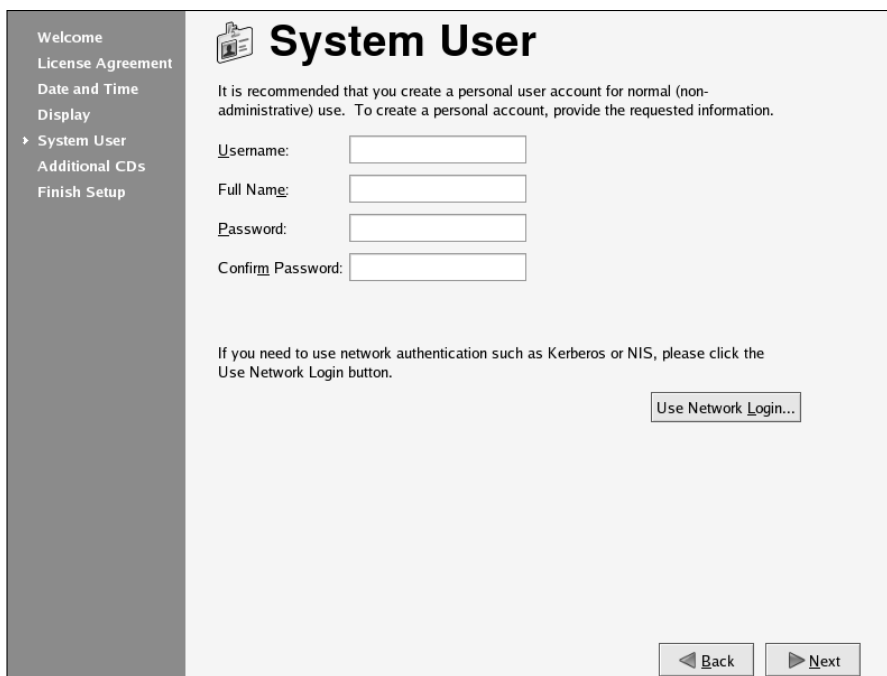 Welcome
License Agreement
Date and Time
Display
System User
Additional CDs
Finish Setup
System User
It is recommended that you create a personal user account for normal (non-
administrative) use.  To create a personal account, provide the requested information.
Username:
Full Name:
Password:
Confirm Password:
If you need to use network authentication such as Kerberos or NIS, please click the
Use Network Login button.
Use Network Login...
Back
Next